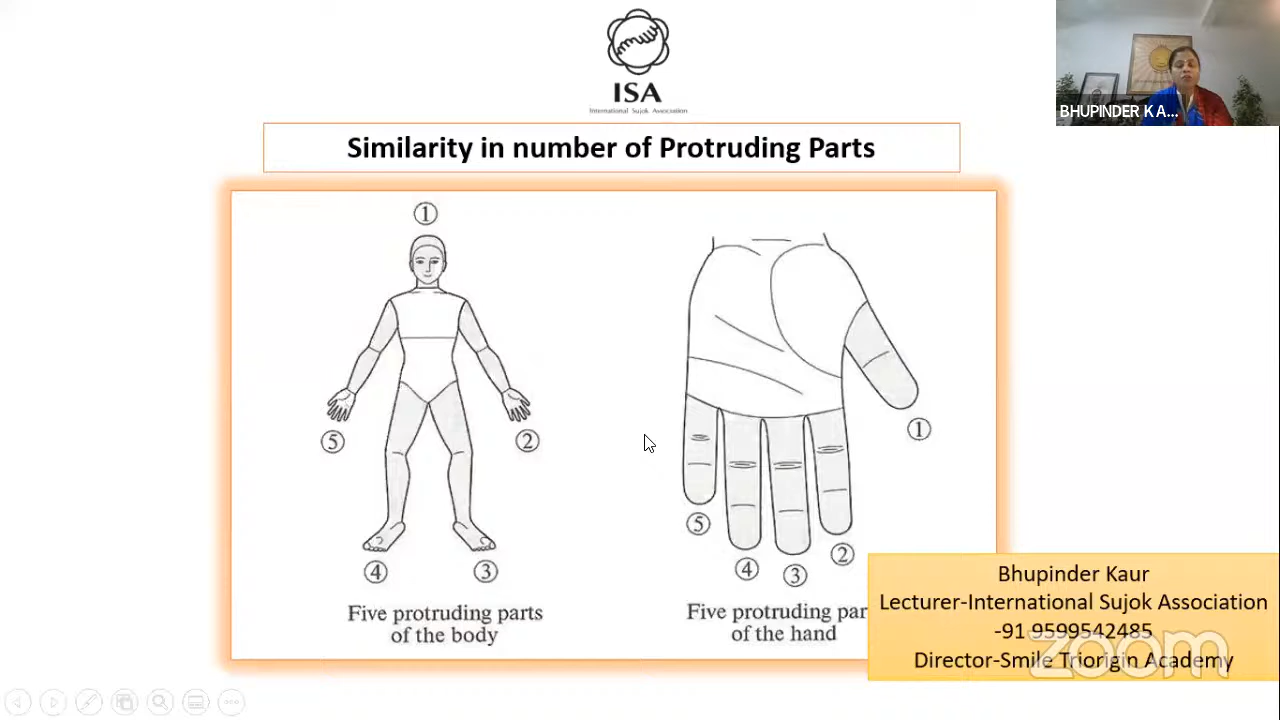 ISA
International Sujok Association
BHUPINDER KA...
Similarity in number of Protruding Parts
1
5
2
4
3
Five protruding parts
of the body
1
5
4
3
2
Five protruding par
of the hand
Bhupinder Kaur
Lecturer-International Sujok Association
-91 9599542485
Director-Smile Triorigin Academy
zoom